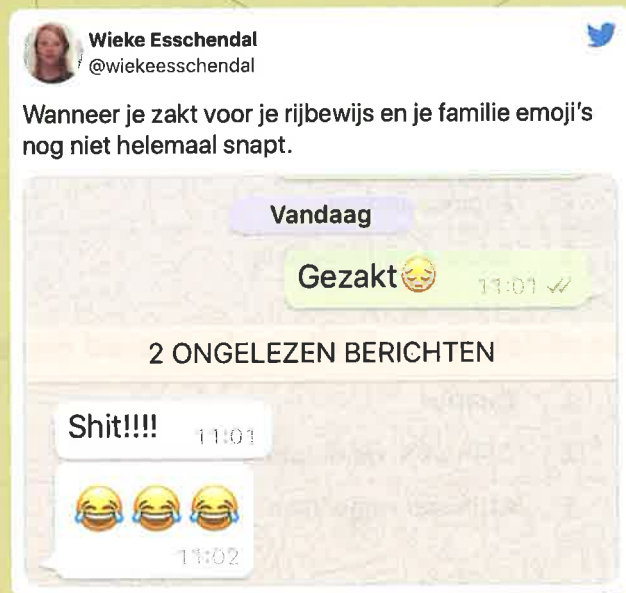 Wieke Esschendal
@wiekeesschendal
Wanneer je zakt voor je rijbewijs en je familie emoji's
nog niet helemaal snapt.
Vandaag
Gezakt😔 11:01
2 ONGELEZEN BERICHTEN
Shit!!!! 11:01
😂😂😂
11:02